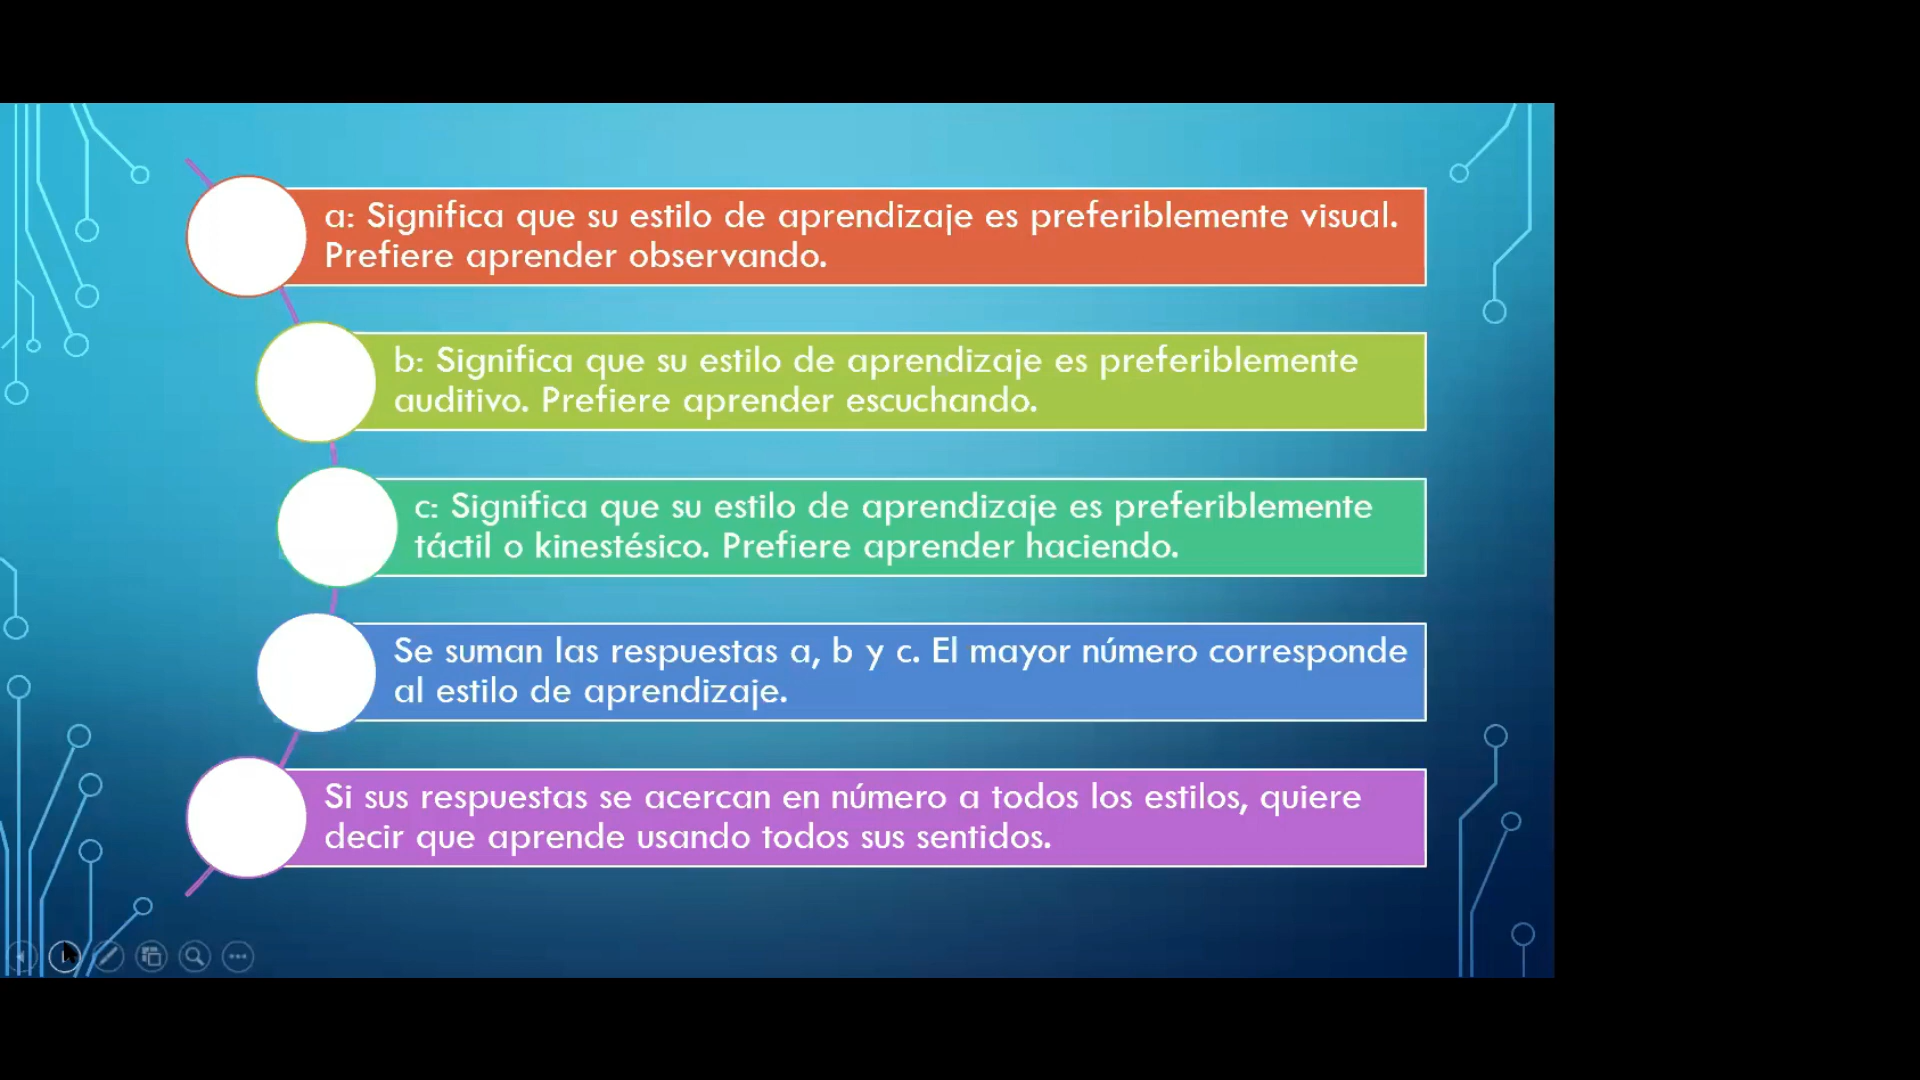 a: Significa que su estilo de aprendizaje es preferiblemente visual.
Prefiere aprender observando.
b: Significa que su estilo de aprendizaje es preferiblemente
auditivo. Prefiere aprender escuchando.
c: Significa que su estilo de aprendizaje es preferiblemente
táctil o kinestésico. Prefiere aprender haciendo.
Se suman las respuestas a, b y c. El mayor número corresponde
al estilo de aprendizaje.
Si sus respuestas se acercan en número a todos los estilos, quiere
decir que aprende usando todos sus sentidos.